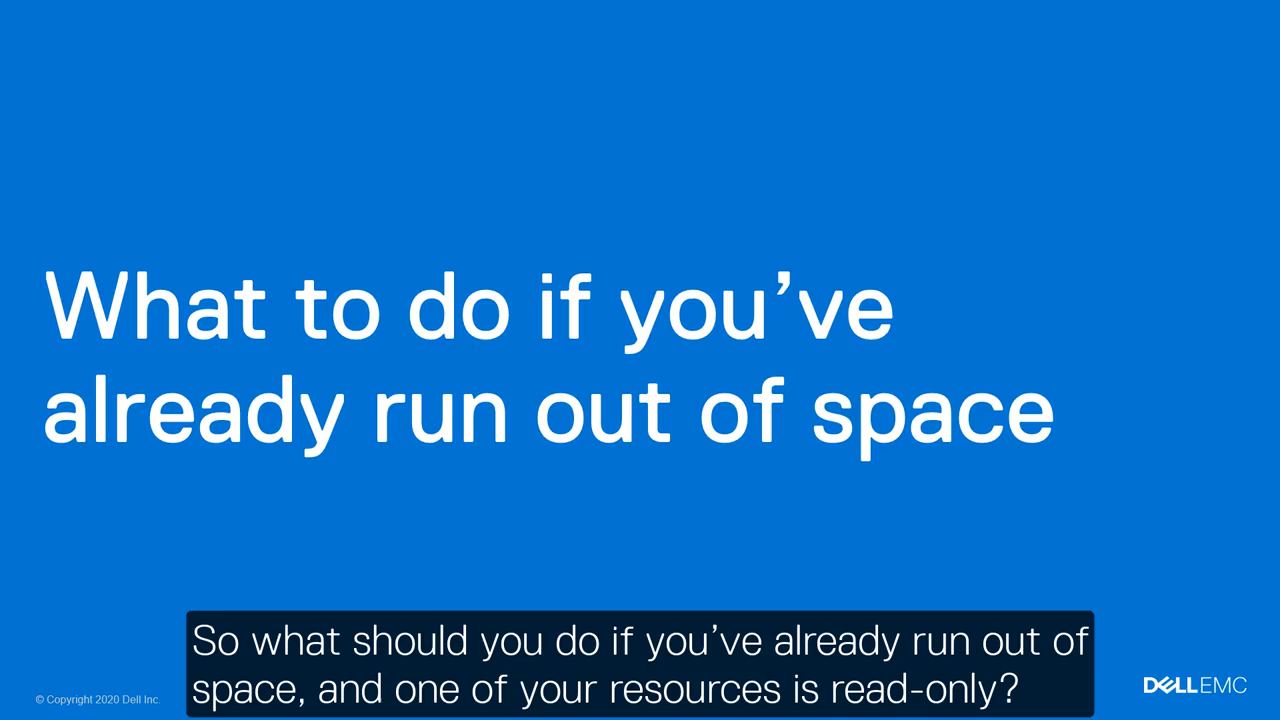 What to do if you’ve
already run out of space
So what should you do if you’ve already run out of
space, and one of your resources is read-only?
© Copyright 2020 Dell Inc.
DELLEMC